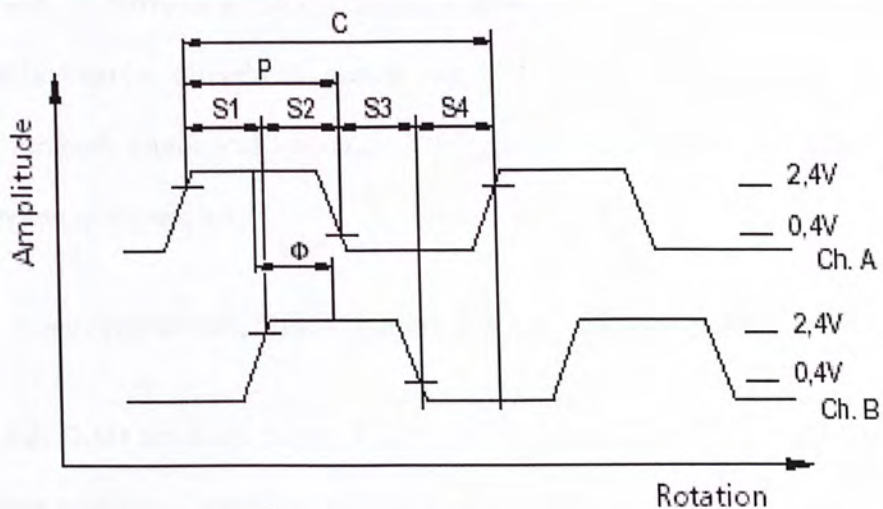 C
P
S1 S2 S3 S4
Amplitude
2,4V
0,4V
Ch. A
Φ
2,4V
0,4V
Ch. B
Rotation